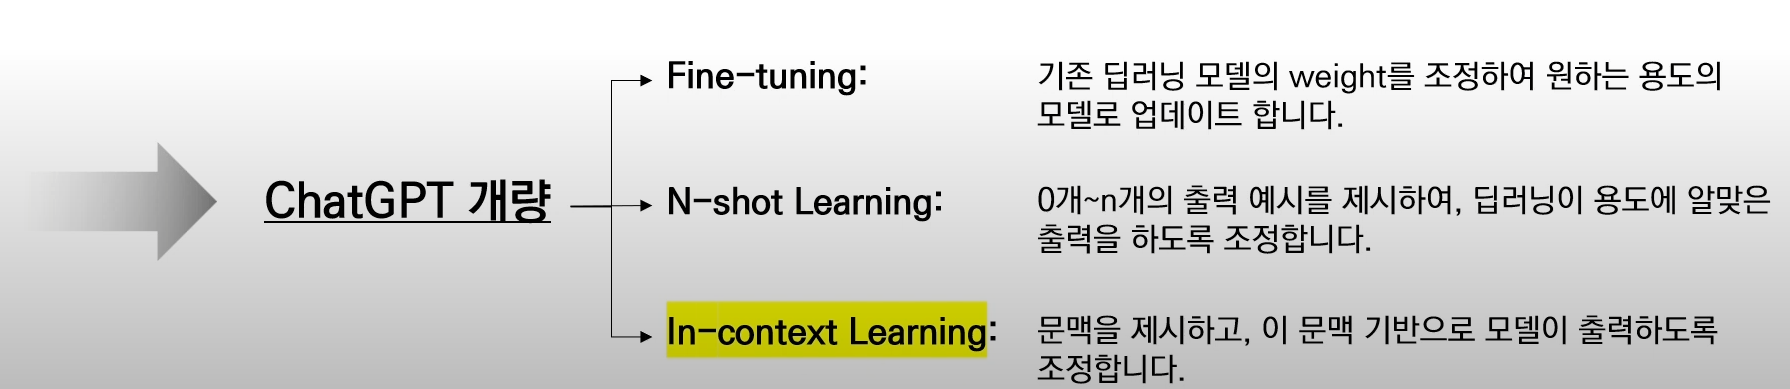 Fine-tuning:
기존 딥러닝 모델의 weight를 조정하여 원하는 용도의
모델로 업데이트 합니다.
ChatGPT 개량
N-shot Learning:
0개~n개의 출력 예시를 제시하여, 딥러닝이 용도에 알맞은
출력을 하도록 조정합니다.
In-context Learning:
문맥을 제시하고, 이 문맥 기반으로 모델이 출력하도록
조정합니다.